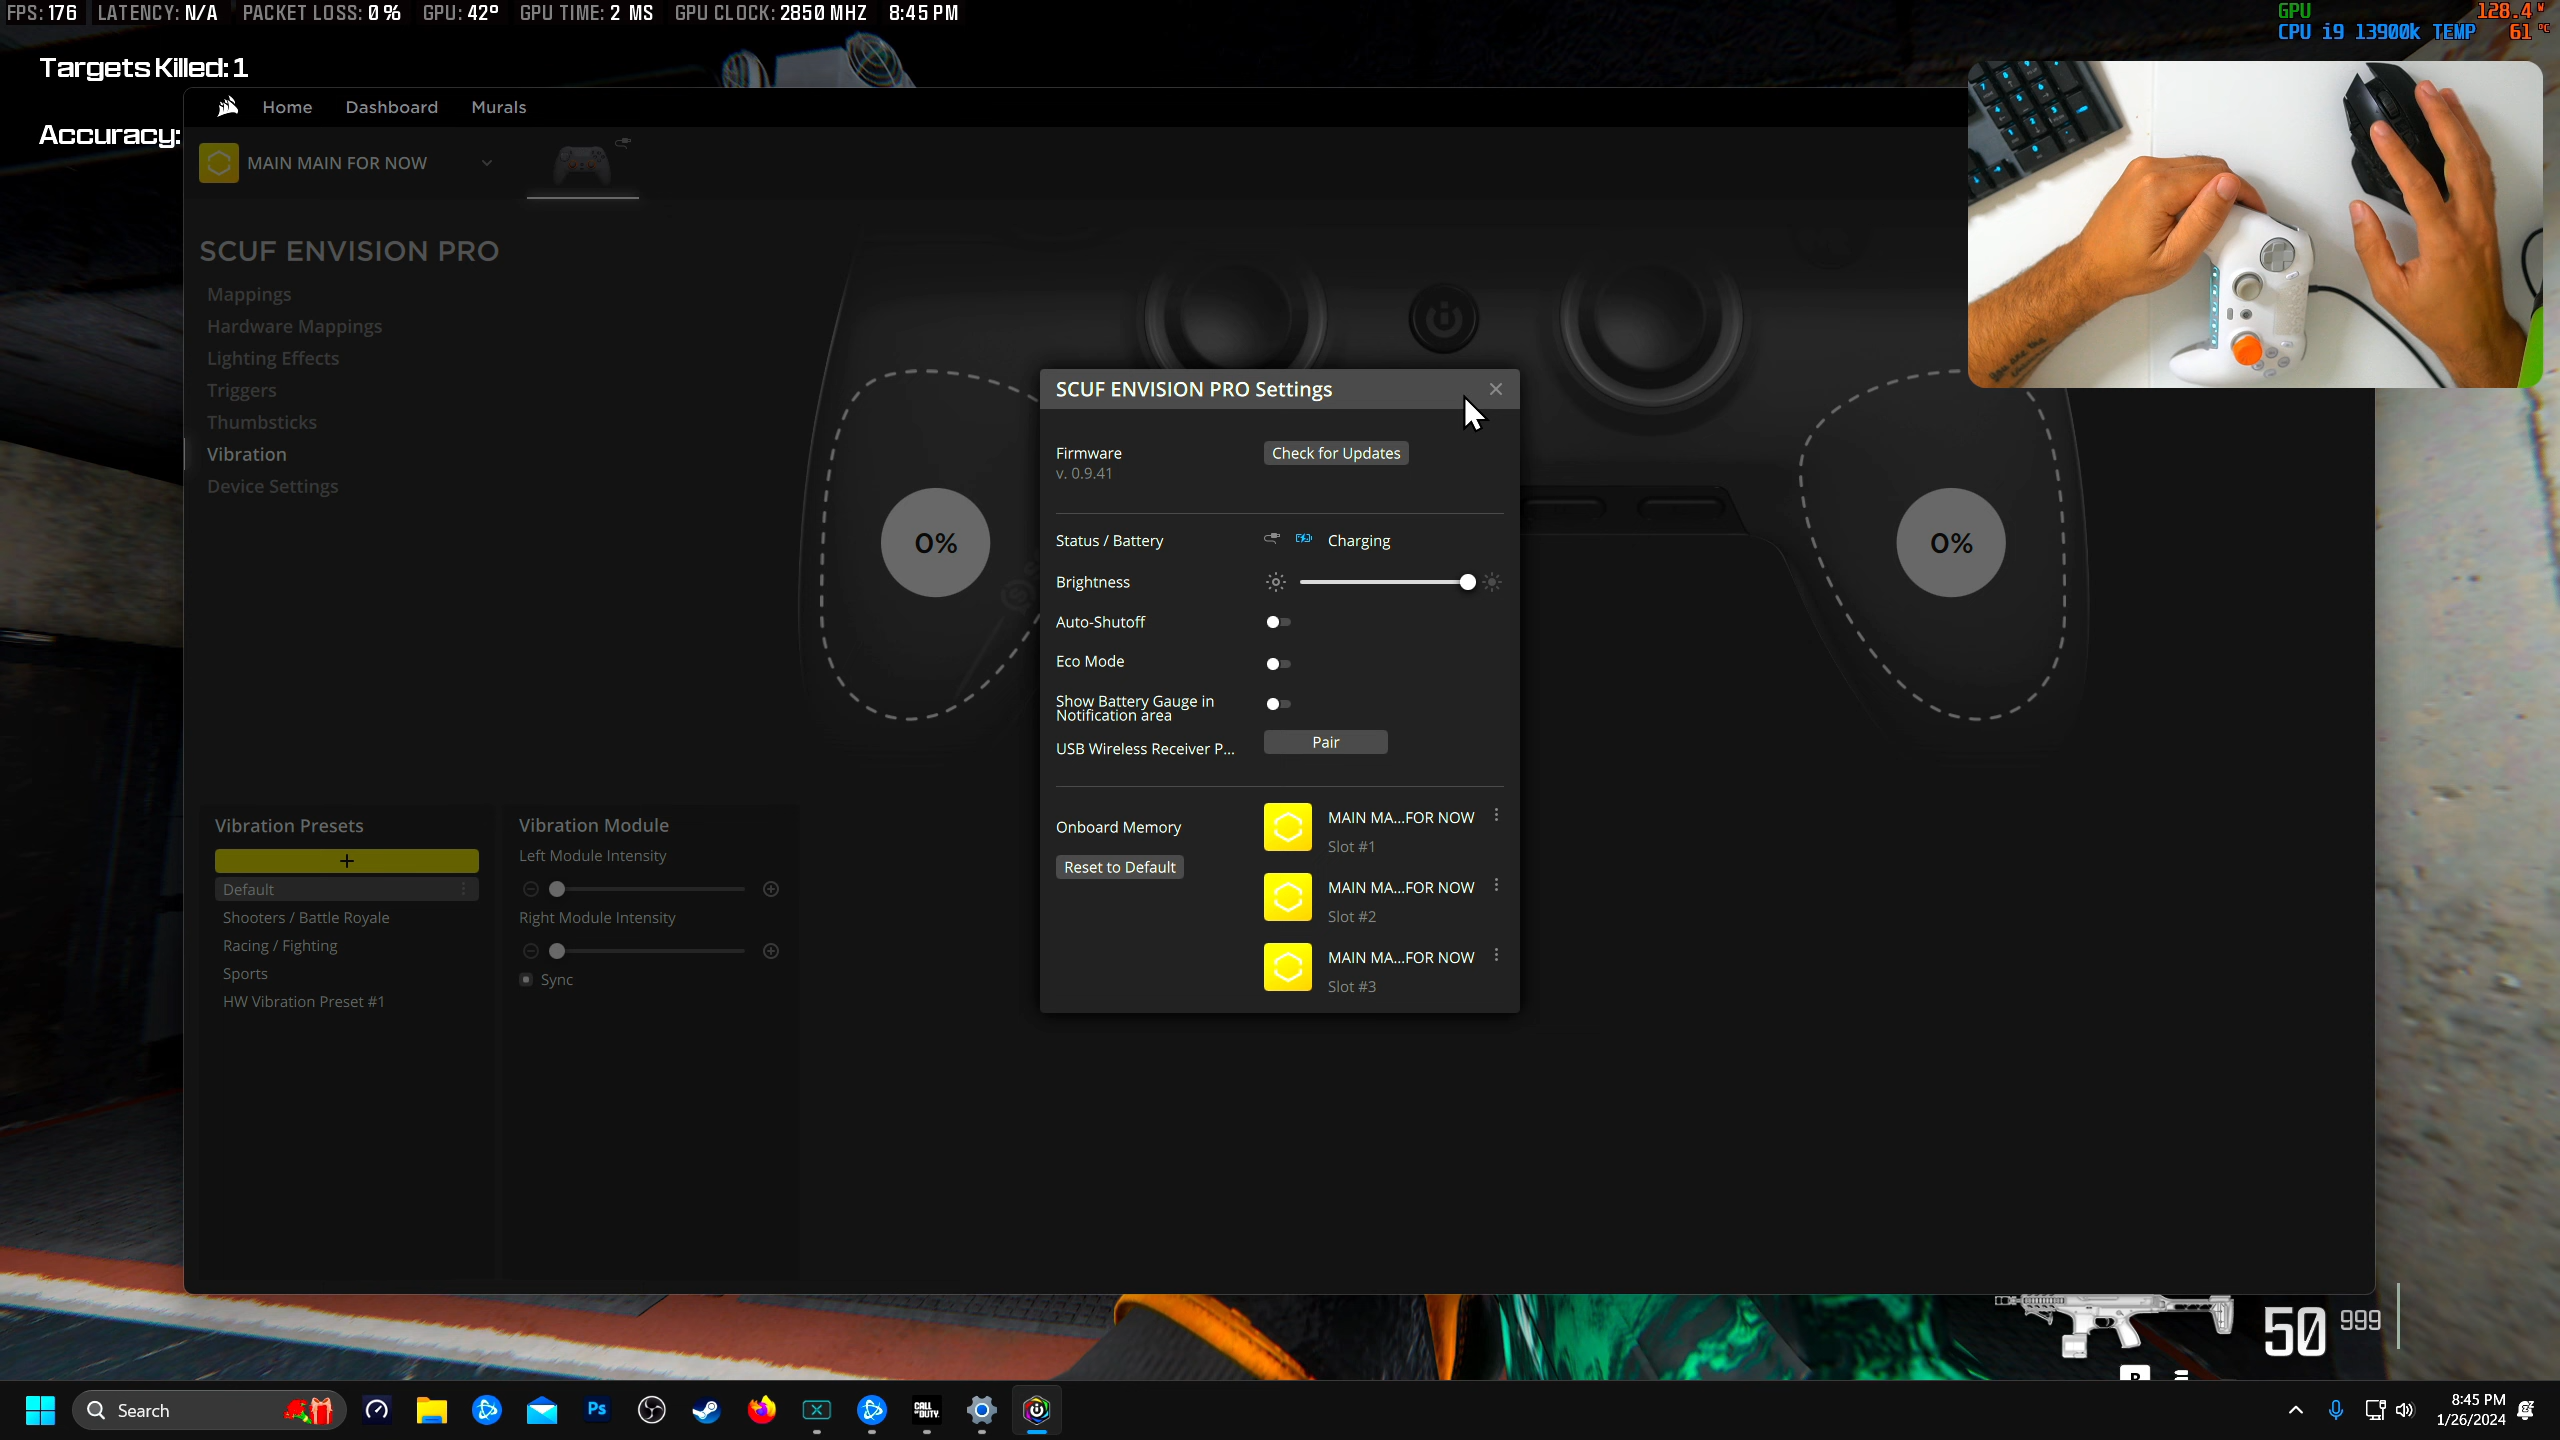 FPS: 176 LATENCY: N/A PACKET LOSS: 0 % GPU: 42° GPU TIME: 2 MS GPU CLOCK: 2850 MHZ 8:45 PM
GPU 128.4 W
CPU i9 13900k TEMP 61 °C
Targets Killed: 1
Accuracy:
Home Dashboard Murals
MAIN MAIN FOR NOW
SCUF ENVISION PRO
Mappings
Hardware Mappings
Lighting Effects
Triggers
Thumbsticks
Vibration
Device Settings
0%
0%
SCUF ENVISION PRO Settings
Firmware Check for Updates
v. 0.9.41
Status / Battery Charging
Brightness
Auto-Shutoff
Eco Mode
Show Battery Gauge in
Notification area
USB Wireless Receiver P... Pair
Onboard Memory
Reset to Default
MAIN MA...FOR NOW
Slot #1
MAIN MA...FOR NOW
Slot #2
MAIN MA...FOR NOW
Slot #3
Vibration Presets
+
Default
Shooters / Battle Royale
Racing / Fighting
Sports
HW Vibration Preset #1
Vibration Module
Left Module Intensity
Right Module Intensity
Sync
50 999
Search
Ps
CALL OF DUTY
8:45 PM
1/26/2024